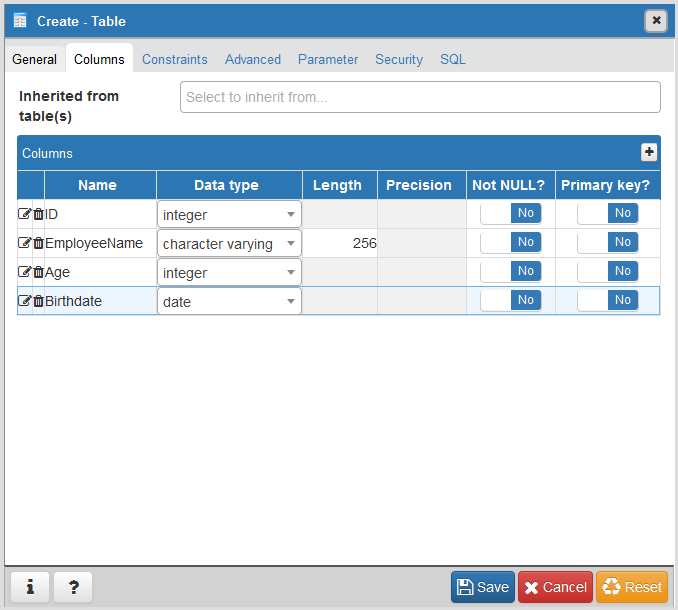 Create - Table
General Columns Constraints Advanced Parameter Security SQL
Inherited from
table(s)
Select to inherit from...
Columns
Name Data type Length Precision Not NULL? Primary key?
ID integer No No
EmployeeName character varying 256 No No
Age integer No No
Birthdate date No No
i ? Save Cancel Reset